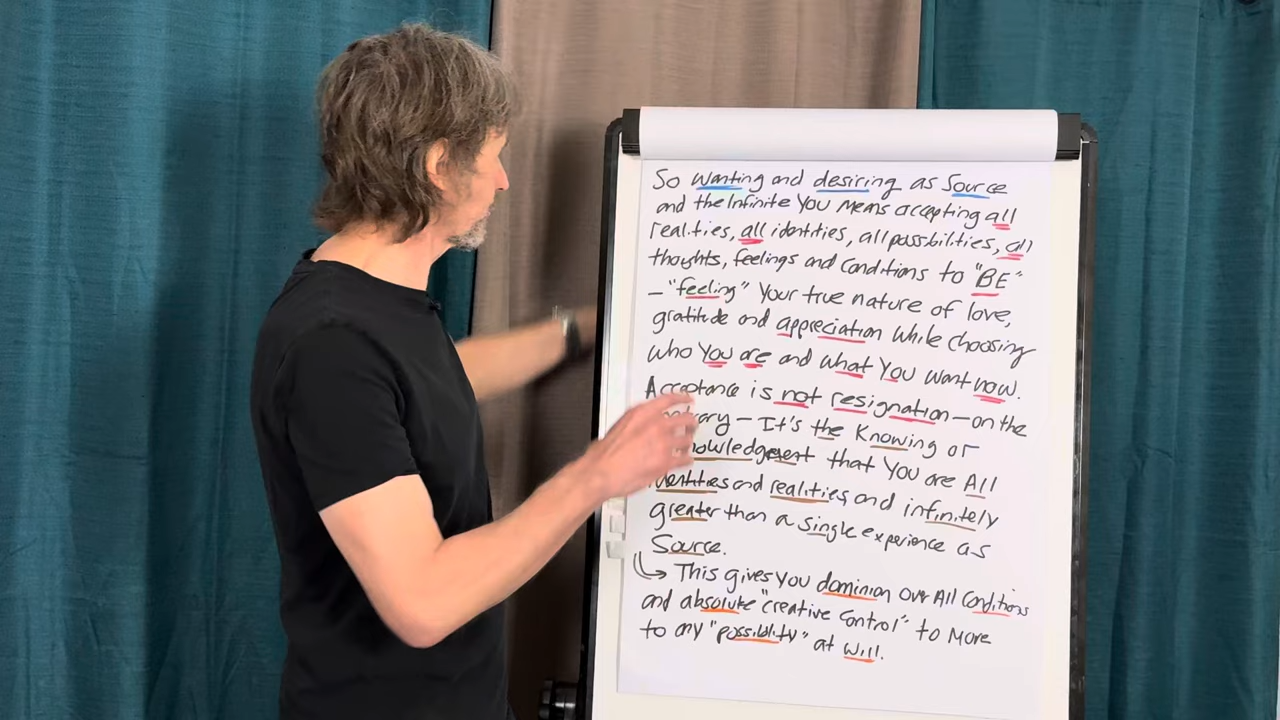 So wanting and desiring as Source
and the Infinite You means accepting all
realities, all identities, all possibilities, all
thoughts, feelings and Conditions to "BE"
– "feeling" Your true nature of love,
gratitude and appreciation while choosing
who You are and what You want now.
Acceptance is not resignation – on the
– It's the Knowing or
that You are All
and realities and infinitely
greater than a single experience as
Source.
→ This gives You dominion over All Conditions
and absolute "creative Control" to More
to any "possiblity" at will.